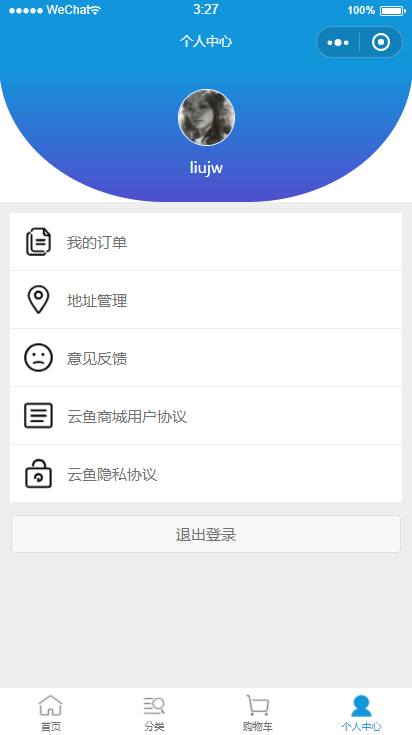 WeChat
3:27
100%
个人中心
liujw
我的订单
地址管理
意见反馈
云鱼商城用户协议
云鱼隐私协议
退出登录
首页
分类
购物车
个人中心